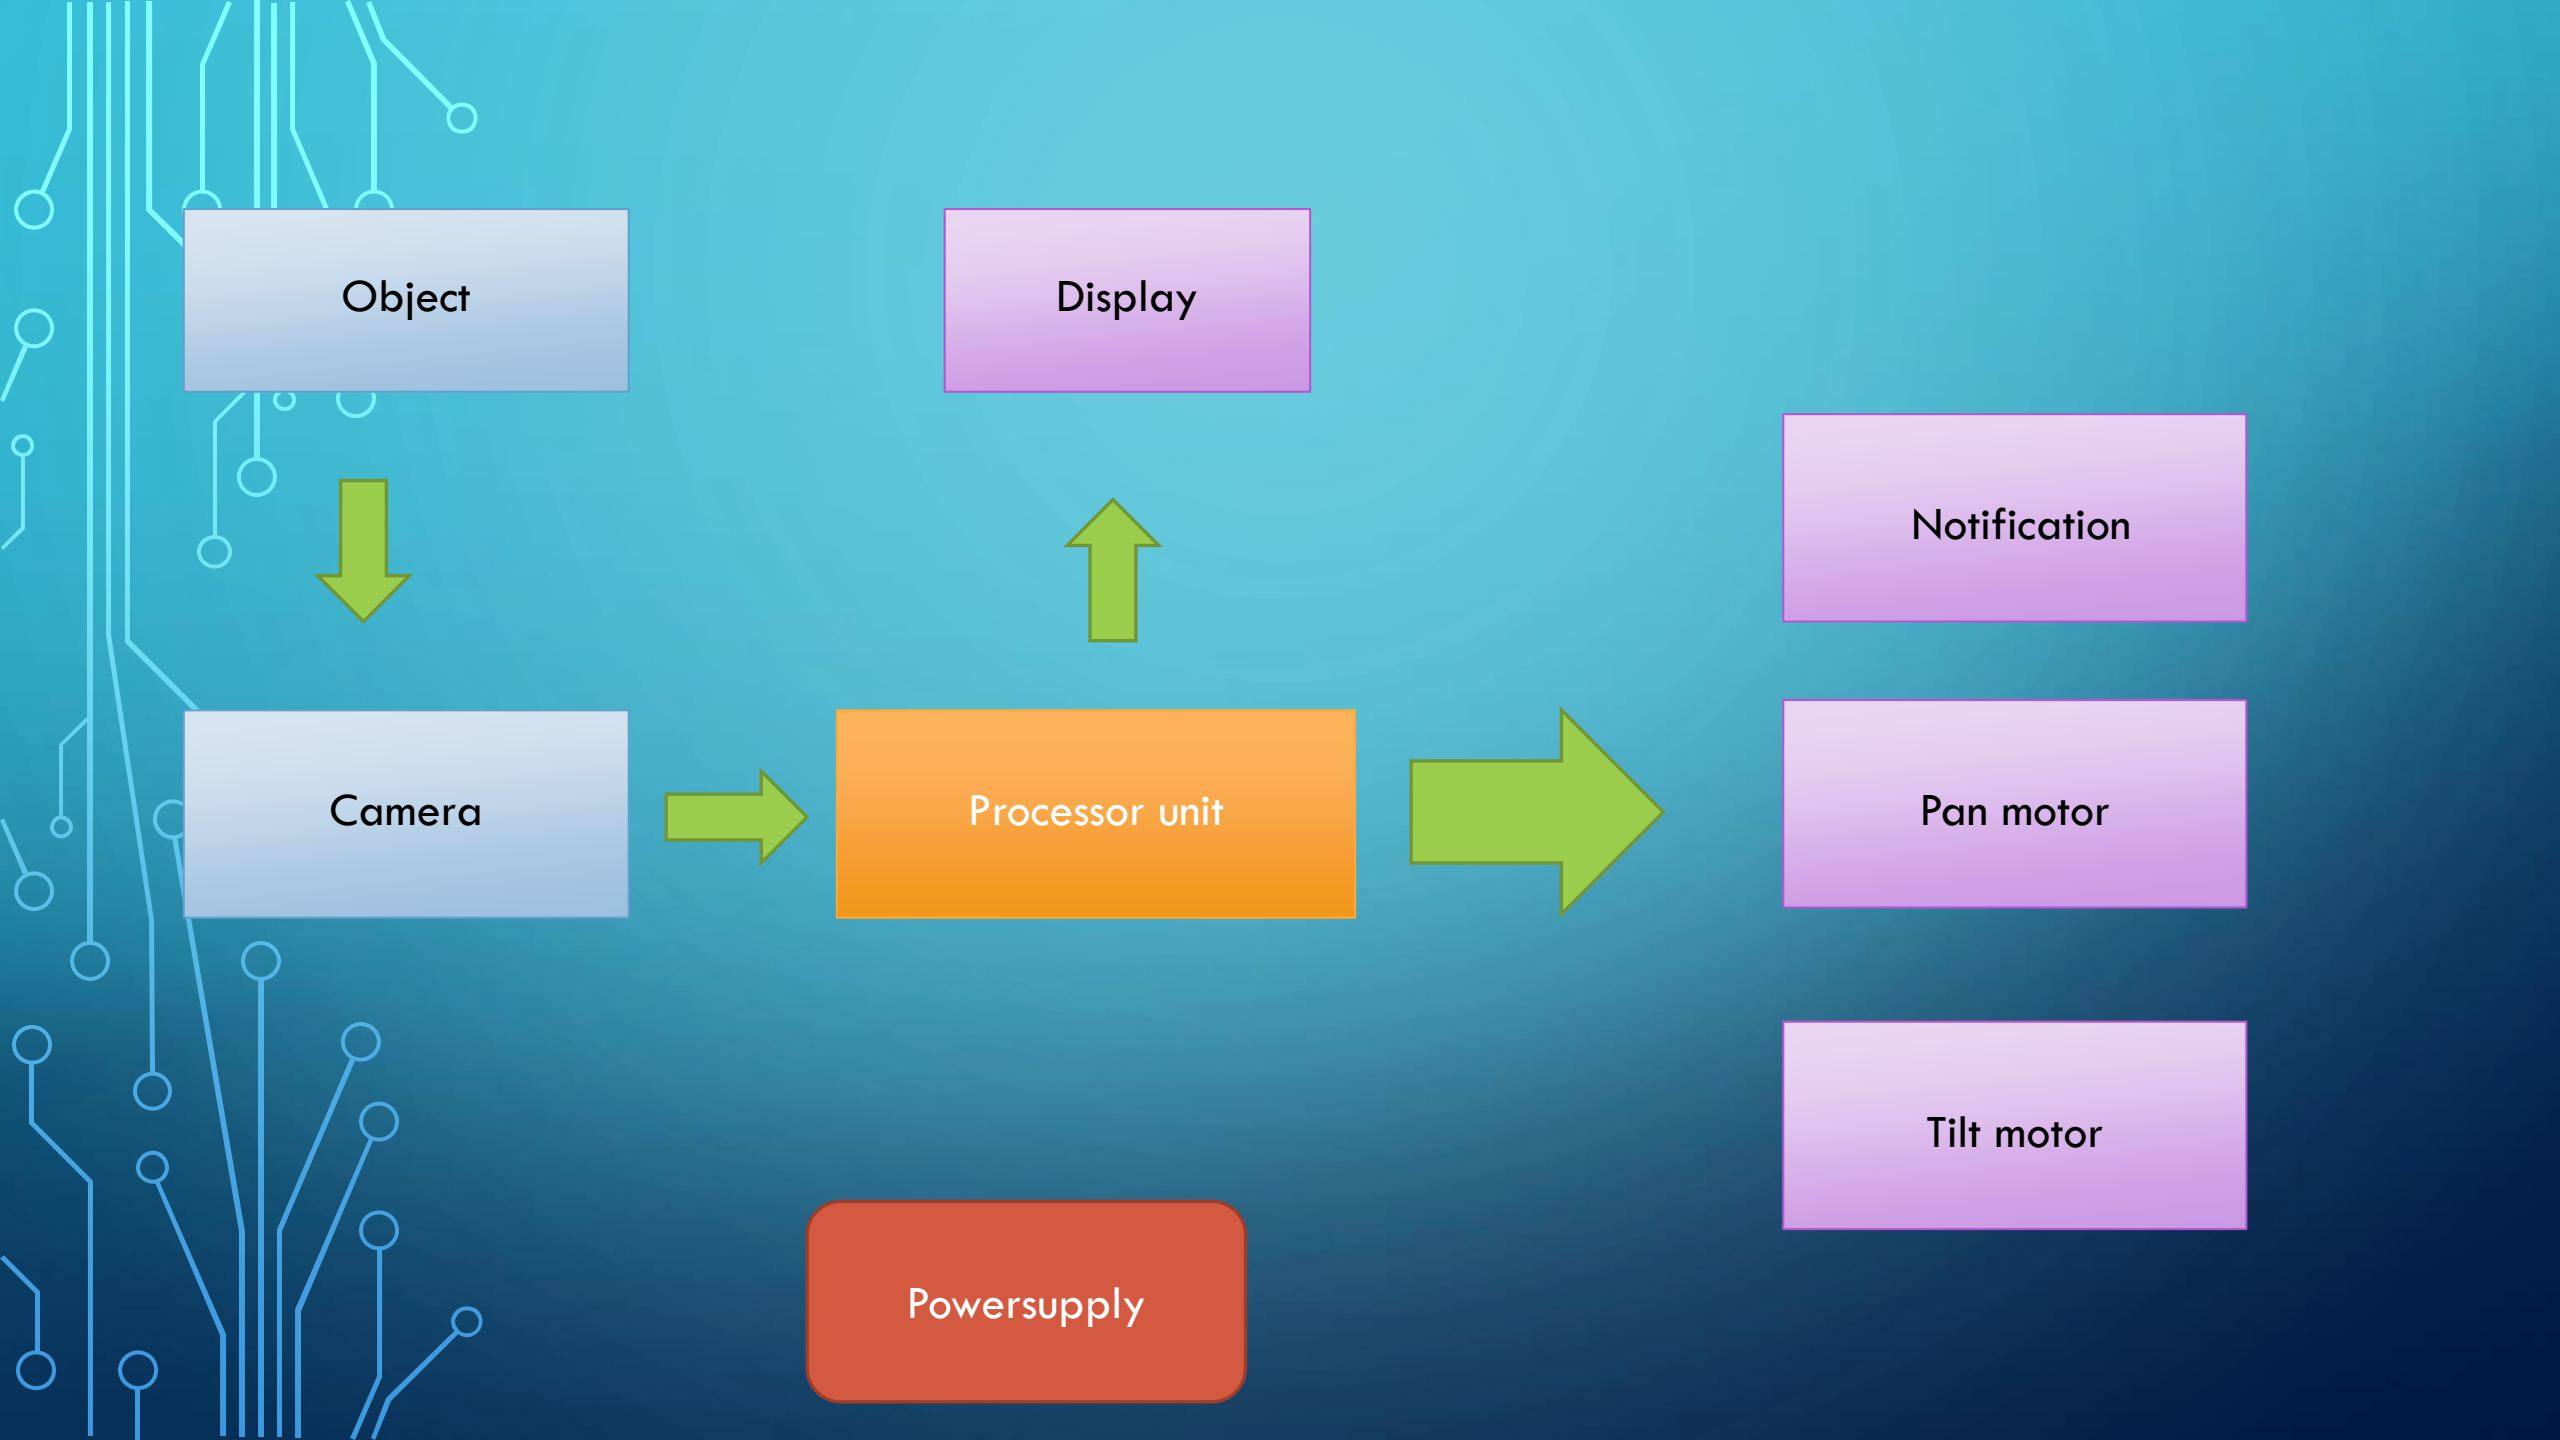 Object
Display
Notification
Camera
Processor unit
Pan motor
Tilt motor
Powersupply